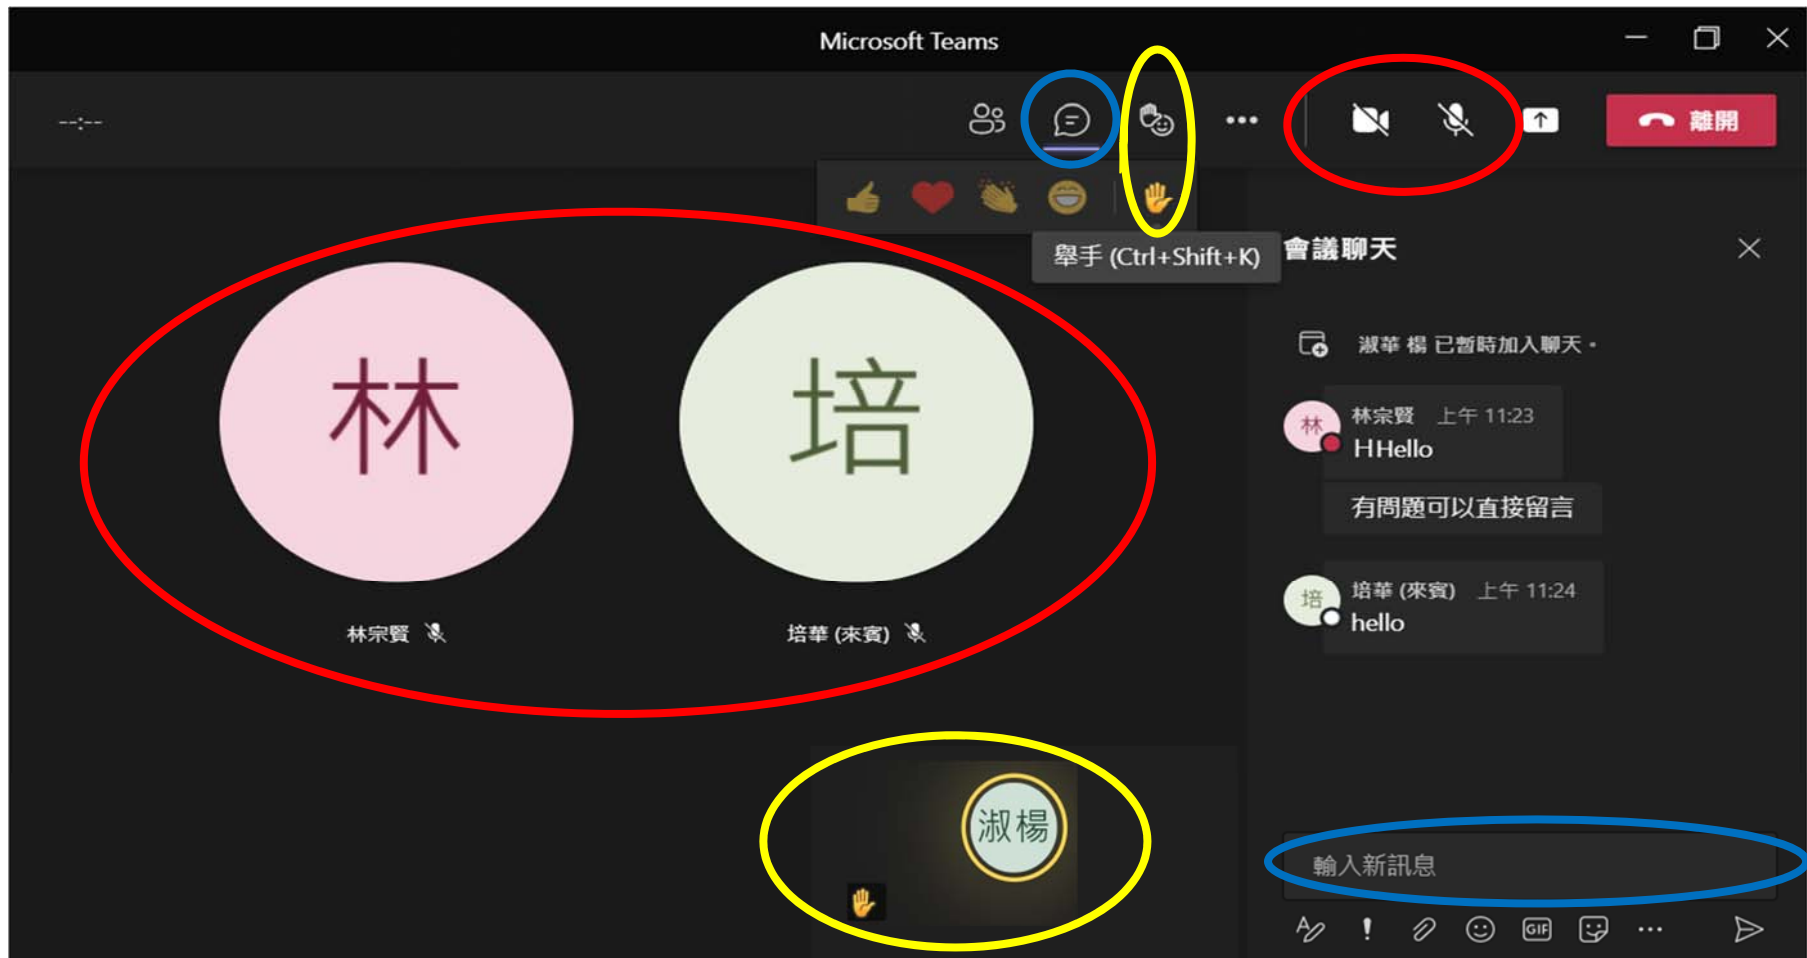 Microsoft Teams
--:--
離開
舉手 (Ctrl+Shift+K)
林
培
林宗賢
培華 (來賓)
淑楊
會議聊天
淑華 楊 已暫時加入聊天。
林
林宗賢 上午 11:23
HHello
有問題可以直接留言
培
培華 (來賓) 上午 11:24
hello
輸入新訊息
GIF